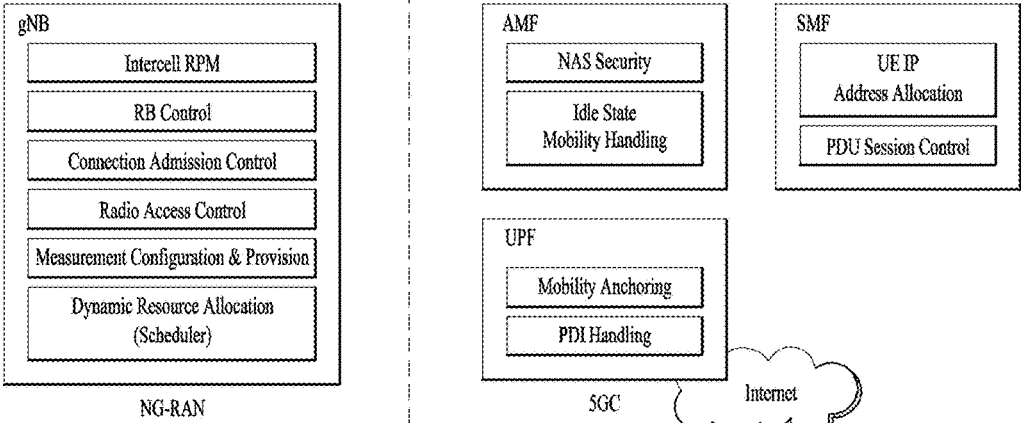 gNB
Intercell RPM
RB Control
Connection Admission Control
Radio Access Control
Measurement Configuration & Provision
Dynamic Resource Allocation
(Scheduler)
NG-RAN
AMF
NAS Security
Idle State
Mobility Handling
SMF
UE IP
Address Allocation
PDU Session Control
UPF
Mobility Anchoring
PDI Handling
5GC
Internet